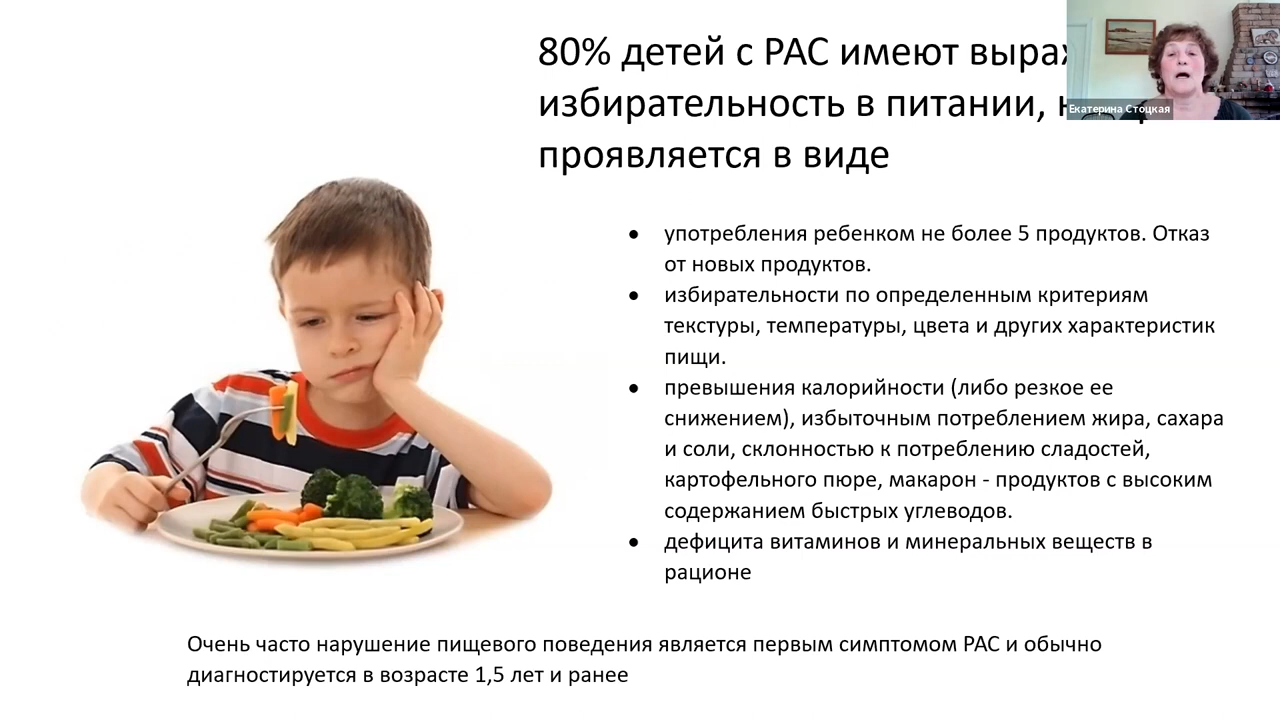 80% детей с РАС имеют
избирательность в питании,
проявляется в виде
Екатерина Стоцкая
• употребления ребенком не более 5 продуктов. Отказ
от новых продуктов.
• избирательности по определенным критериям
текстуры, температуры, цвета и других характеристик
пищи.
• превышения калорийности (либо резкое ее
снижением), избыточным потреблением жира, сахара
и соли, склонностью к потреблению сладостей,
картофельного пюре, макарон - продуктов с высоким
содержанием быстрых углеводов.
• дефицита витаминов и минеральных веществ в
рационе
Очень часто нарушение пищевого поведения является первым симптомом РАС и обычно
диагностируется в возрасте 1,5 лет и ранее